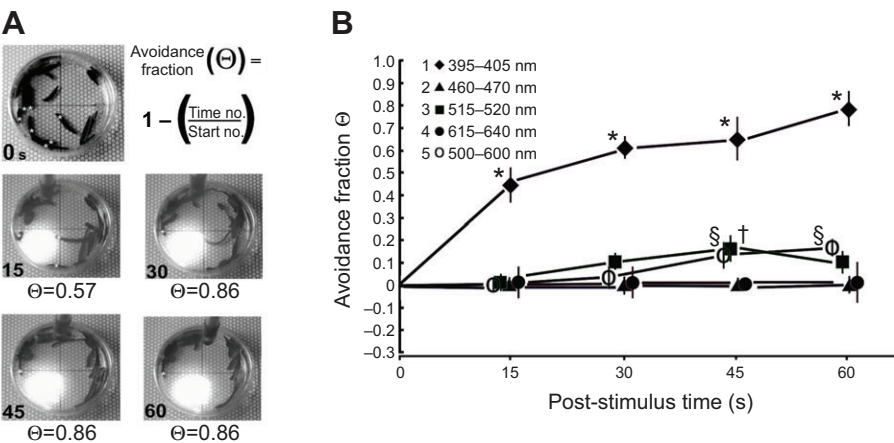 A
Avoidance fraction (Θ) =
1 – (Time no. / Start no.)
0 s
15
Θ=0.57
30
Θ=0.86
45
Θ=0.86
60
Θ=0.86
B
Avoidance fraction Θ
1.0
0.9
0.8
0.7
0.6
0.5
0.4
0.3
0.2
0.1
0
–0.1
–0.2
–0.3
1 ◆ 395–405 nm
2 ▲ 460–470 nm
3 ■ 515–520 nm
4 ● 615–640 nm
5 O 500–600 nm
*
*
*
*
§
†
§
0
15
30
45
60
Post-stimulus time (s)